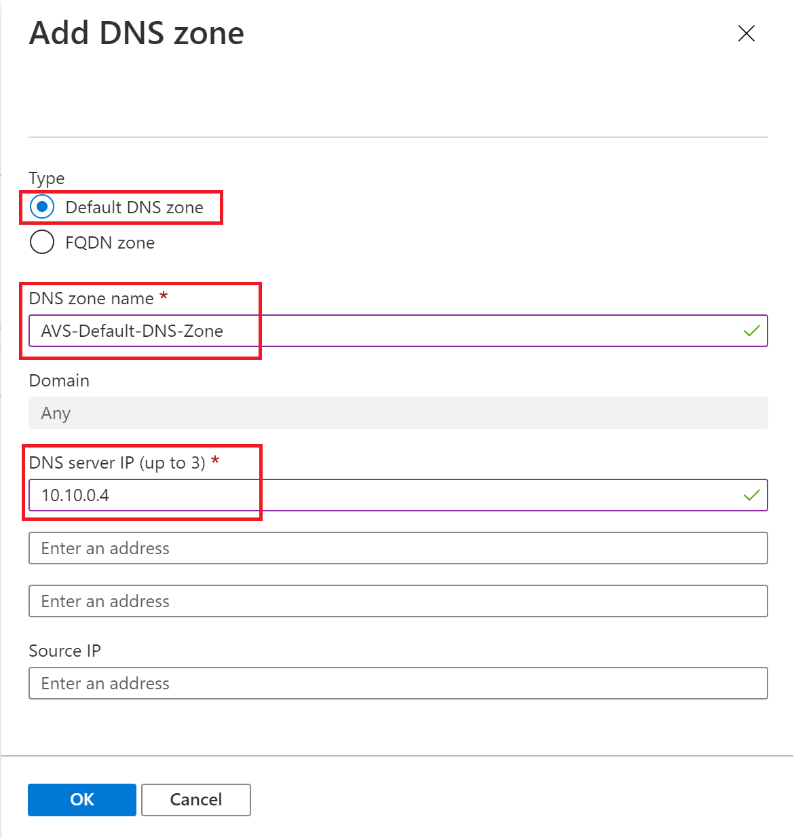 Add DNS zone
Type
Default DNS zone
FQDN zone
DNS zone name *
AVS-Default-DNS-Zone
Domain
Any
DNS server IP (up to 3) *
10.10.0.4
Enter an address
Enter an address
Source IP
Enter an address
OK Cancel